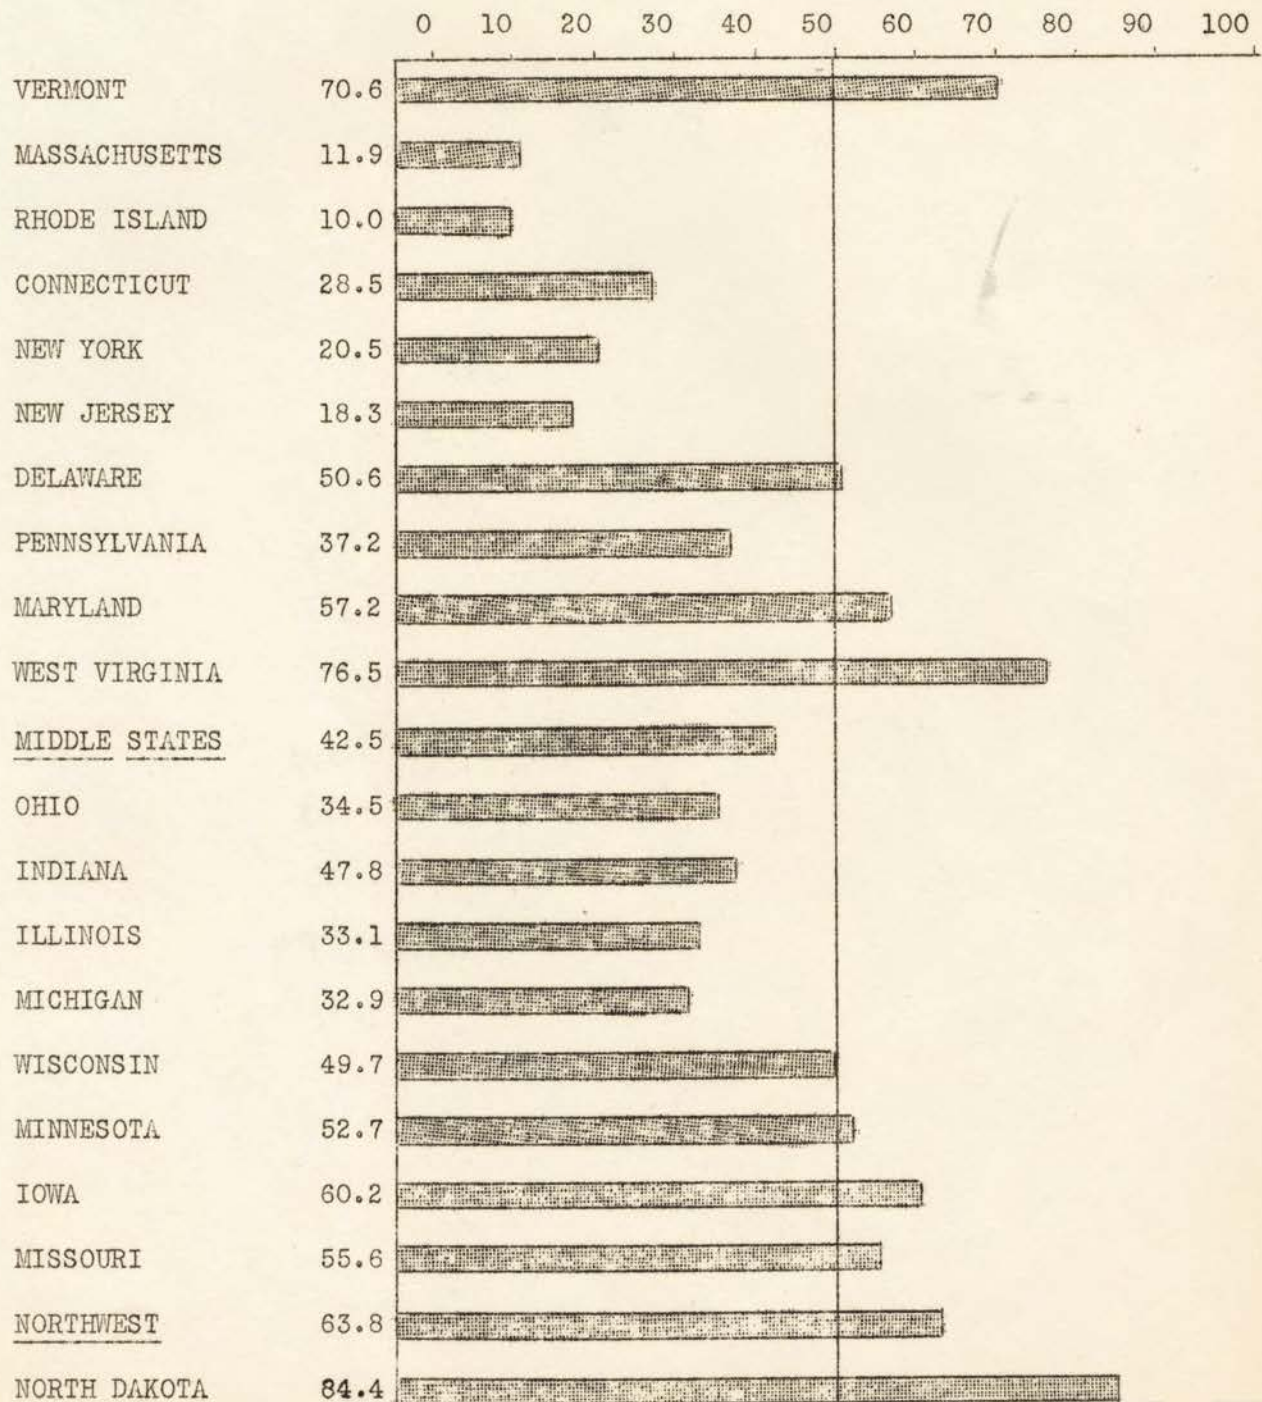 0 10 20 30 40 50 60 70 80 90 100
VERMONT 70.6
MASSACHUSETTS 11.9
RHODE ISLAND 10.0
CONNECTICUT 28.5
NEW YORK 20.5
NEW JERSEY 18.3
DELAWARE 50.6
PENNSYLVANIA 37.2
MARYLAND 57.2
WEST VIRGINIA 76.5
MIDDLE STATES 42.5
OHIO 34.5
INDIANA 47.8
ILLINOIS 33.1
MICHIGAN 32.9
WISCONSIN 49.7
MINNESOTA 52.7
IOWA 60.2
MISSOURI 55.6
NORTHWEST 63.8
NORTH DAKOTA 84.4